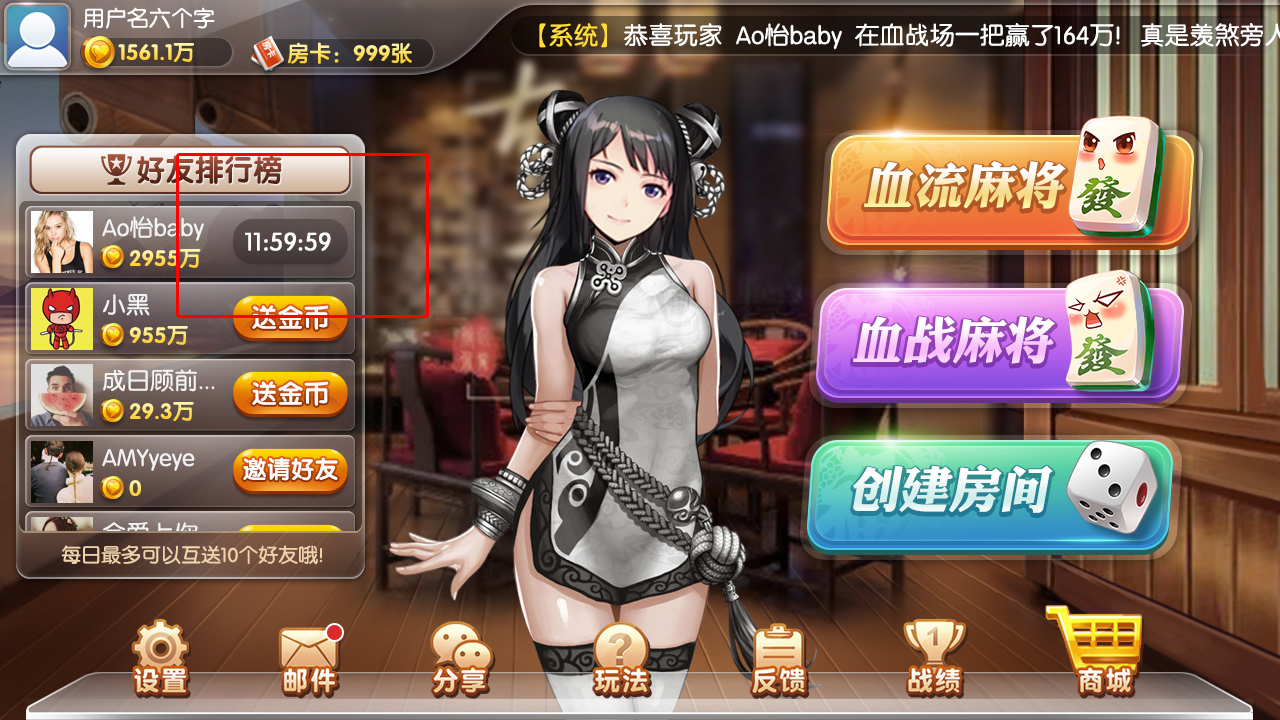 用户名六个字
1561.1万
房卡：999张
【系统】恭喜玩家 Ao怡baby 在血战场一把赢了164万! 真是羡煞旁人
好友排行榜
Ao怡baby
2955万
11:59:59
小黑
955万
送金币
成日顾前...
29.3万
送金币
AMYyeye
0
邀请好友
每日最多可以互送10个好友哦!
血流麻将
發
血战麻将
發
创建房间
设置
邮件
分享
?
玩法
反馈
1
战绩
商城